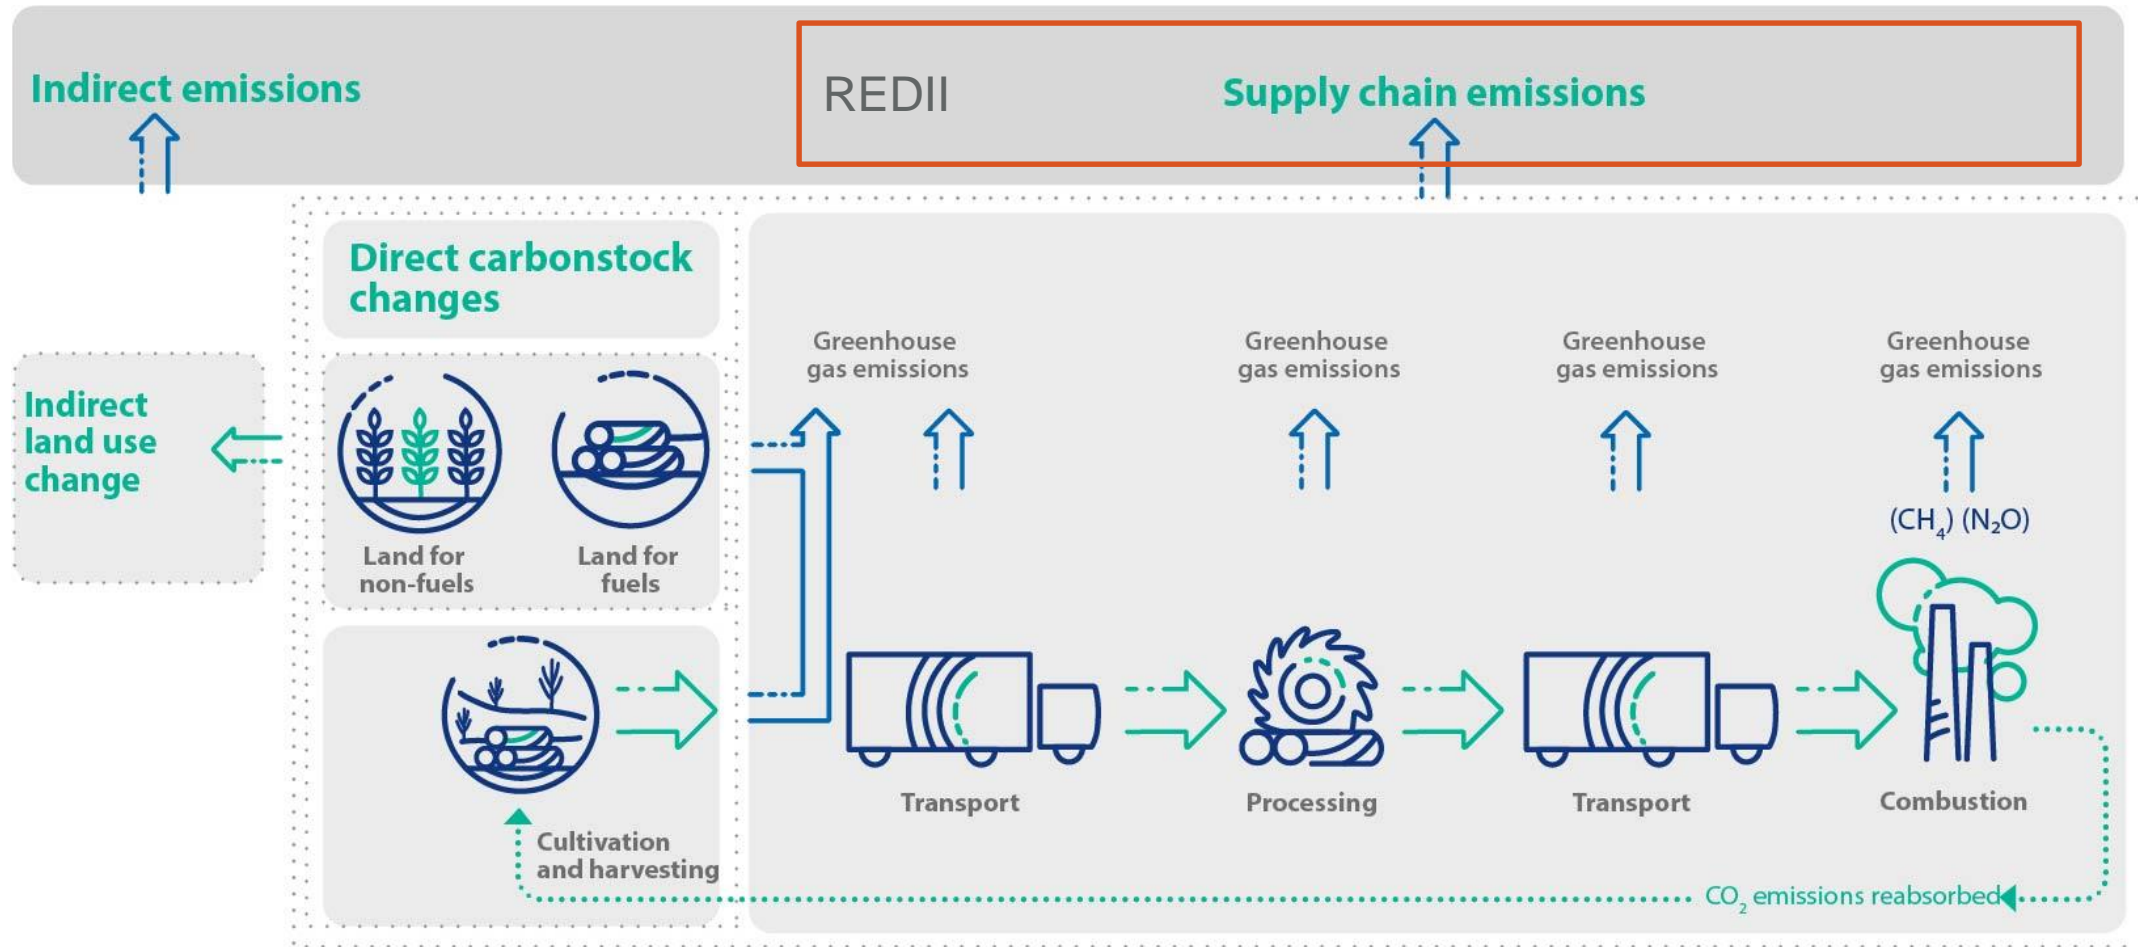 Indirect emissions
REDII
Supply chain emissions
Direct carbonstock
changes
Indirect
land use
change
Land for
non-fuels
Land for
fuels
Cultivation
and harvesting
Greenhouse
gas emissions
Greenhouse
gas emissions
Greenhouse
gas emissions
Greenhouse
gas emissions
(CH₄) (N₂O)
Transport
Processing
Transport
Combustion
CO₂ emissions reabsorbed